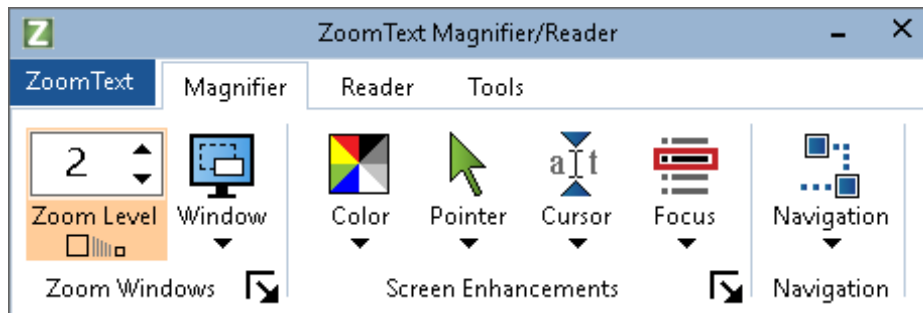 Z ZoomText Magnifier/Reader
ZoomText Magnifier Reader Tools
2
a t
Zoom Level Window Color Pointer Cursor Focus Navigation
Zoom Windows Screen Enhancements Navigation